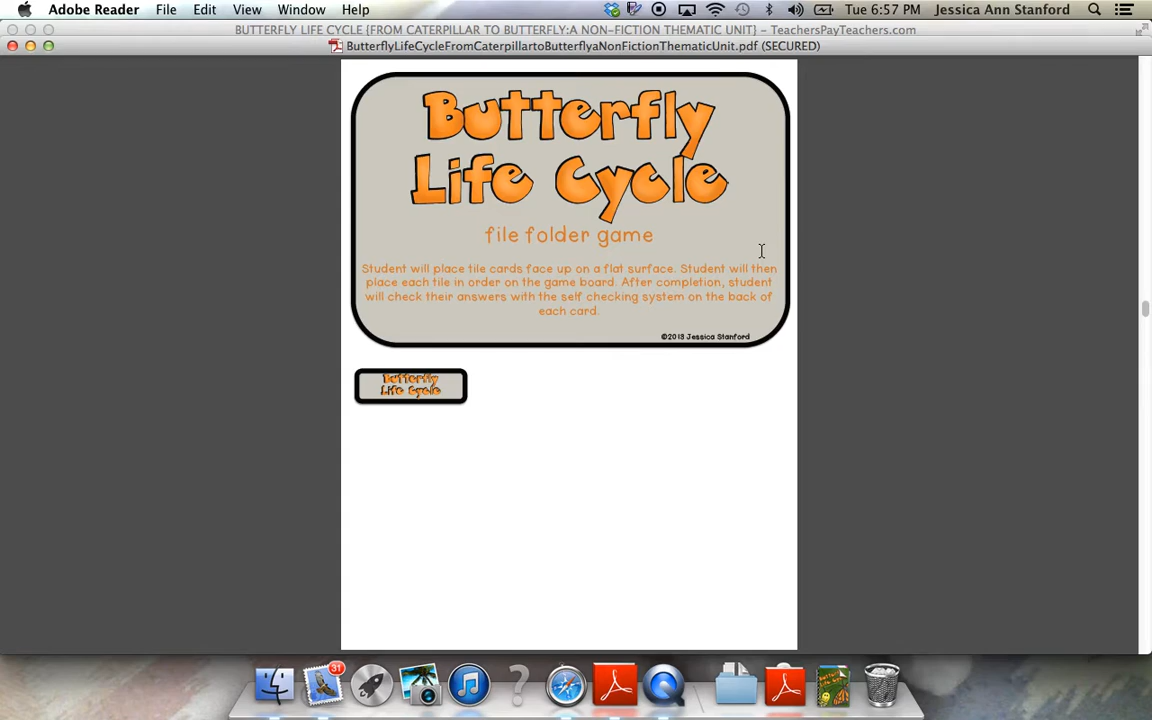 Adobe Reader File Edit View Window Help Tue 6:57 PM Jessica Ann Stanford
BUTTERFLY LIFE CYCLE {FROM CATERPILLAR TO BUTTERFLY:A NON-FICTION THEMATIC UNIT} - TeachersPayTeachers.com
ButterflyLifeCycleFromCaterpillartoButterflyaNonFictionThematicUnit.pdf (SECURED)
Butterfly
Life Cycle
file folder game
Student will place tile cards face up on a flat surface. Student will then
place each tile in order on the game board. After completion, student
will check their answers with the self checking system on the back of
each card.
©2013 Jessica Stanford
Butterfly
Life Cycle
31
?
Butterfly
Life Cycle